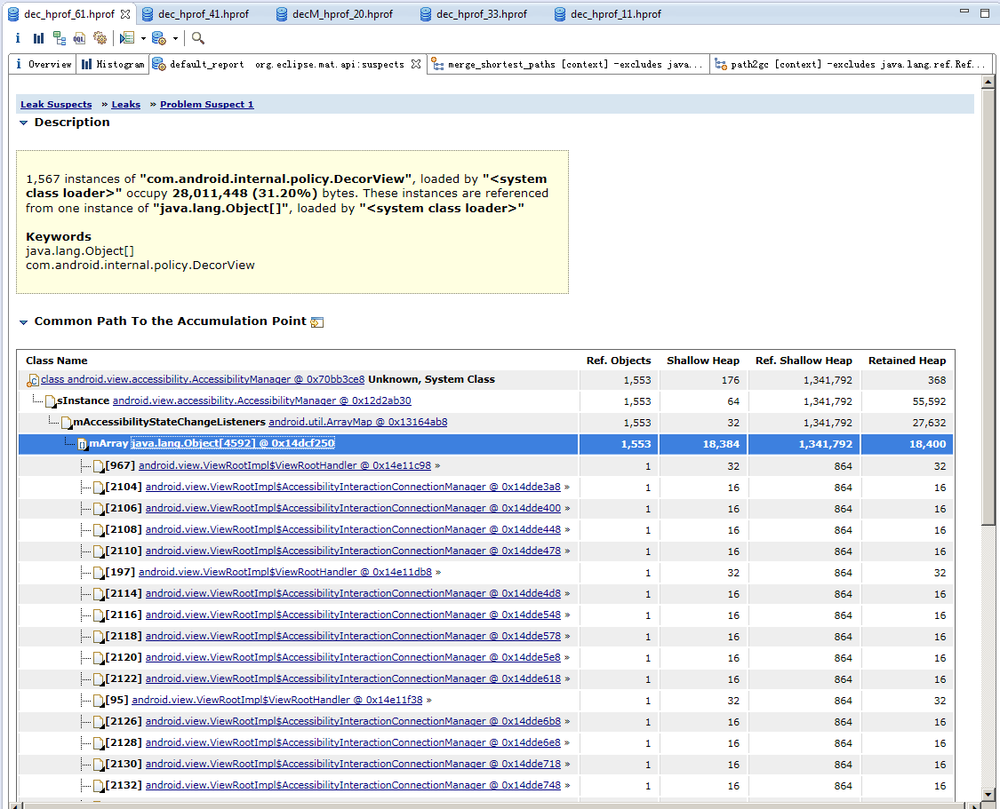 dec_hprof_61.hprof dec_hprof_41.hprof decM_hprof_20.hprof dec_hprof_33.hprof dec_hprof_11.hprof
i OQL
i Overview Histogram default_report org.eclipse.mat.api:suspects merge_shortest_paths [context] -excludes java... path2gc [context] -excludes java.lang.ref.Ref...
Leak Suspects » Leaks » Problem Suspect 1
Description
1,567 instances of "com.android.internal.policy.DecorView", loaded by "<system
class loader>" occupy 28,011,448 (31.20%) bytes. These instances are referenced
from one instance of "java.lang.Object[]", loaded by "<system class loader>"
Keywords
java.lang.Object[]
com.android.internal.policy.DecorView
Common Path To the Accumulation Point
Class Name Ref. Objects Shallow Heap Ref. Shallow Heap Retained Heap
class android.view.accessibility.AccessibilityManager @ 0x70bb3ce8 Unknown, System Class 1,553 176 1,341,792 368
sInstance android.view.accessibility.AccessibilityManager @ 0x12d2ab30 1,553 64 1,341,792 55,592
mAccessibilityStateChangeListeners android.util.ArrayMap @ 0x13164ab8 1,553 32 1,341,792 27,632
mArray java.lang.Object[4592] @ 0x14dcf250 1,553 18,384 1,341,792 18,400
[967] android.view.ViewRootImpl$ViewRootHandler @ 0x14e11c98 » 1 32 864 32
[2104] android.view.ViewRootImpl$AccessibilityInteractionConnectionManager @ 0x14dde3a8 » 1 16 864 16
[2106] android.view.ViewRootImpl$AccessibilityInteractionConnectionManager @ 0x14dde400 » 1 16 864 16
[2108] android.view.ViewRootImpl$AccessibilityInteractionConnectionManager @ 0x14dde448 » 1 16 864 16
[2110] android.view.ViewRootImpl$AccessibilityInteractionConnectionManager @ 0x14dde478 » 1 16 864 16
[197] android.view.ViewRootImpl$ViewRootHandler @ 0x14e11db8 » 1 32 864 32
[2114] android.view.ViewRootImpl$AccessibilityInteractionConnectionManager @ 0x14dde4d8 » 1 16 864 16
[2116] android.view.ViewRootImpl$AccessibilityInteractionConnectionManager @ 0x14dde548 » 1 16 864 16
[2118] android.view.ViewRootImpl$AccessibilityInteractionConnectionManager @ 0x14dde578 » 1 16 864 16
[2120] android.view.ViewRootImpl$AccessibilityInteractionConnectionManager @ 0x14dde5e8 » 1 16 864 16
[2122] android.view.ViewRootImpl$AccessibilityInteractionConnectionManager @ 0x14dde618 » 1 16 864 16
[95] android.view.ViewRootImpl$ViewRootHandler @ 0x14e11f38 » 1 32 864 32
[2126] android.view.ViewRootImpl$AccessibilityInteractionConnectionManager @ 0x14dde6b8 » 1 16 864 16
[2128] android.view.ViewRootImpl$AccessibilityInteractionConnectionManager @ 0x14dde6e8 » 1 16 864 16
[2130] android.view.ViewRootImpl$AccessibilityInteractionConnectionManager @ 0x14dde718 » 1 16 864 16
[2132] android.view.ViewRootImpl$AccessibilityInteractionConnectionManager @ 0x14dde748 » 1 16 864 16